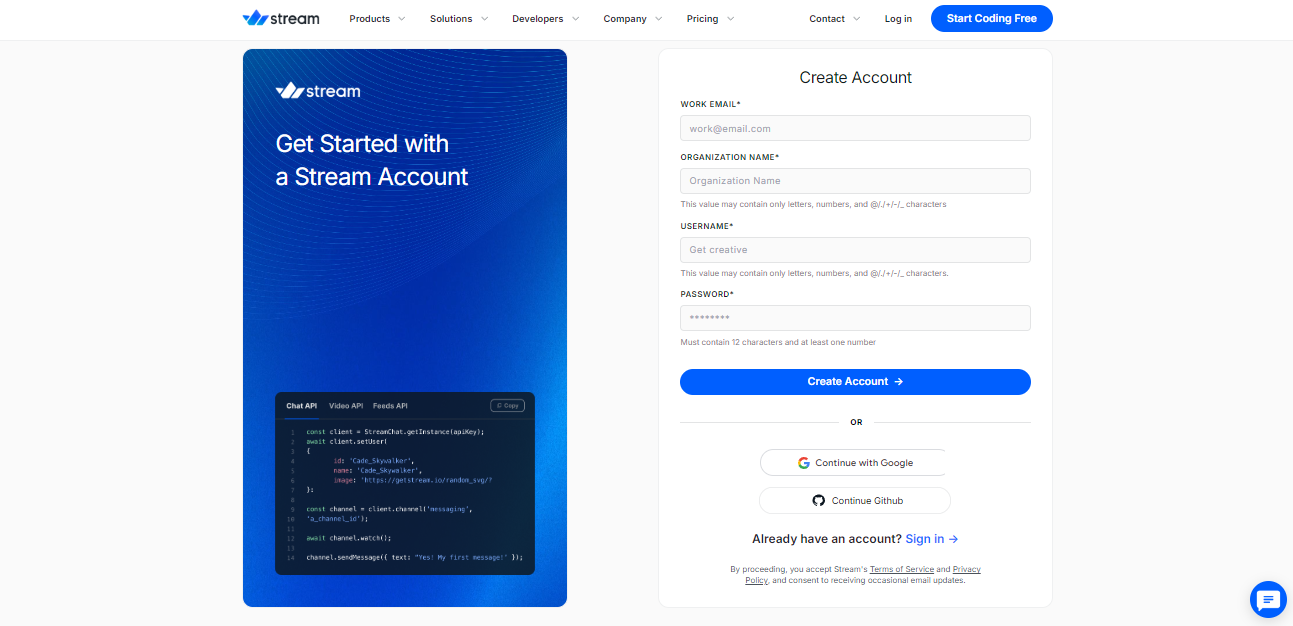 stream
Products
Solutions
Developers
Company
Pricing
Contact
Log in
Start Coding Free
stream
Get Started with
a Stream Account
Chat API
Video API
Feeds API
Copy
1 const client = StreamChat.getInstance(apiKey);
2 await client.setUser(
3 {
4 id: 'Cade_Skywalker',
5 name: 'Cade_Skywalker',
6 image: 'https://getstream.io/random_svg/?
7 });
8
9 const channel = client.channel('messaging',
10 'a_channel_id');
11
12 await channel.watch();
13
14 channel.sendMessage({ text: "Yes! My first message!' });
Create Account
WORK EMAIL*
work@email.com
ORGANIZATION NAME*
Organization Name
This value may contain only letters, numbers, and @/./+/-/_ characters
USERNAME*
Get creative
This value may contain only letters, numbers, and @/./+/-/_ characters.
PASSWORD*
********
Must contain 12 characters and at least one number
Create Account →
OR
Continue with Google
Continue Github
Already have an account? Sign in →
By proceeding, you accept Stream's Terms of Service and Privacy
Policy, and consent to receiving occasional email updates.